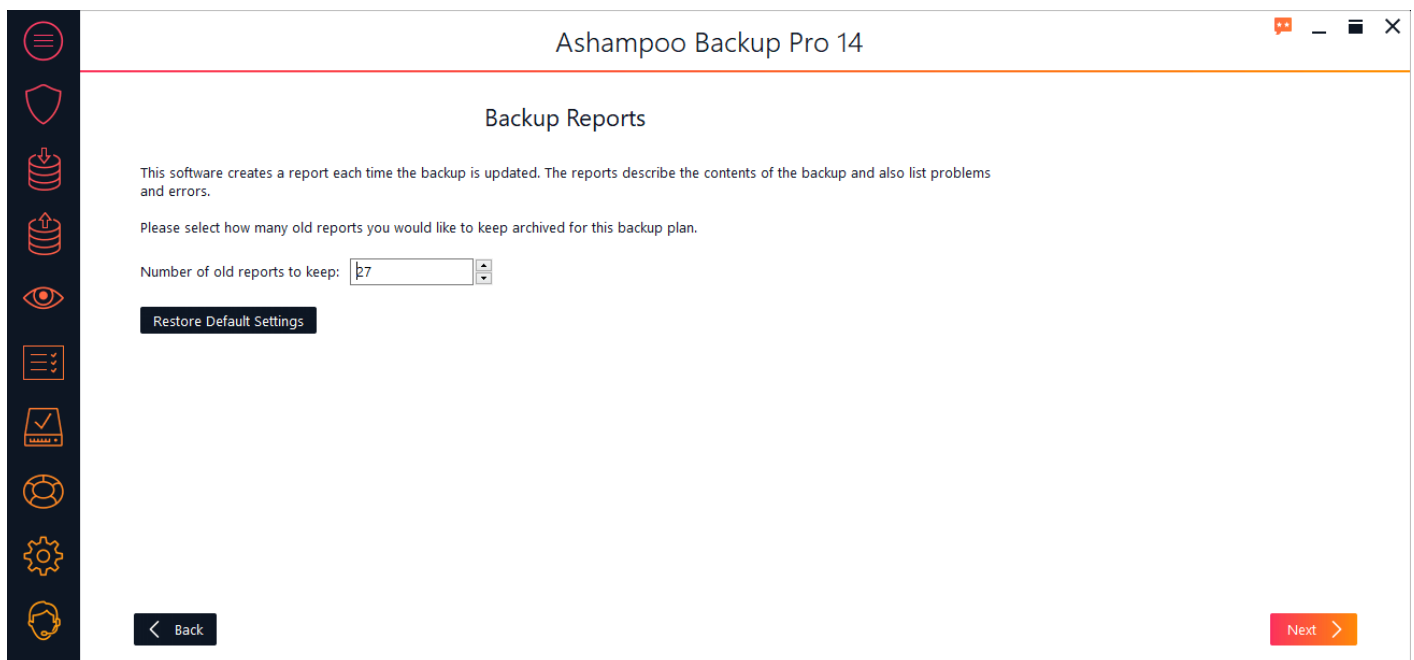 Ashampoo Backup Pro 14
Backup Reports
This software creates a report each time the backup is updated. The reports describe the contents of the backup and also list problems
and errors.
Please select how many old reports you would like to keep archived for this backup plan.
Number of old reports to keep: 27
Restore Default Settings
Back
Next